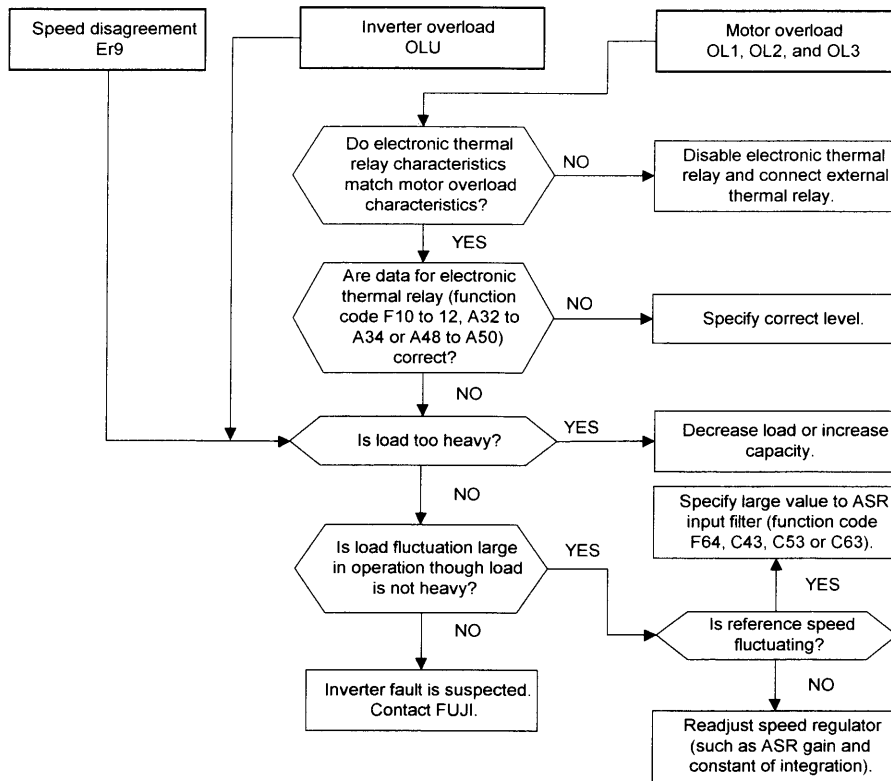 Speed disagreement
Er9
Inverter overload
OLU
Motor overload
OL1, OL2, and OL3
Do electronic thermal
relay characteristics
match motor overload
characteristics?
NO
Disable electronic thermal
relay and connect external
thermal relay.
YES
Are data for electronic
thermal relay (function
code F10 to 12, A32 to
A34 or A48 to A50)
correct?
NO
Specify correct level.
NO
Is load too heavy?
YES
Decrease load or increase
capacity.
NO
Specify large value to ASR
input filter (function code
F64, C43, C53 or C63).
Is load fluctuation large
in operation though load
is not heavy?
YES
YES
Is reference speed
fluctuating?
NO
NO
Inverter fault is suspected.
Contact FUJI.
Readjust speed regulator
(such as ASR gain and
constant of integration).